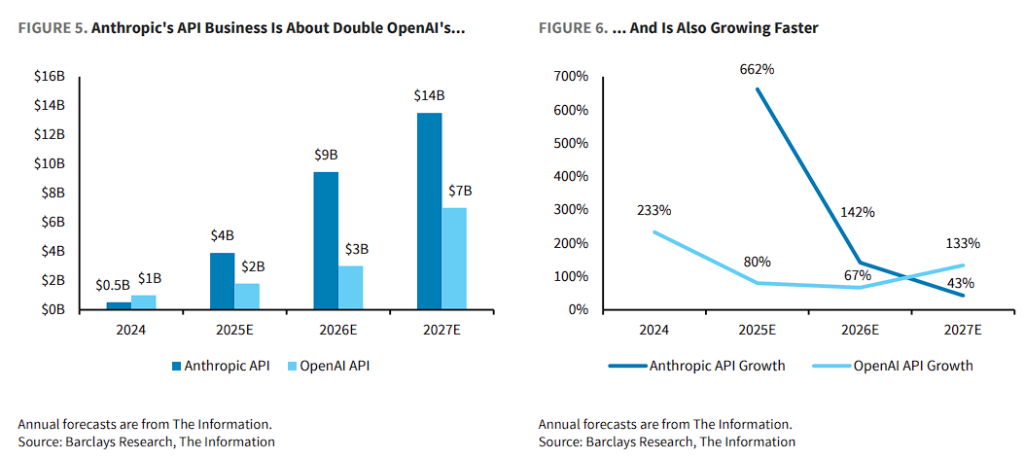 FIGURE 5. Anthropic's API Business Is About Double OpenAI's...
$16B
$14B
$12B
$10B
$8B
$6B
$4B
$2B
$0B
$0.5B
$1B
$4B
$2B
$9B
$3B
$14B
$7B
2024
2025E
2026E
2027E
Anthropic API
OpenAI API
Annual forecasts are from The Information.
Source: Barclays Research, The Information
FIGURE 6. ... And Is Also Growing Faster
700%
600%
500%
400%
300%
200%
100%
0%
233%
662%
80%
142%
67%
133%
43%
2024
2025E
2026E
2027E
Anthropic API Growth
OpenAI API Growth
Annual forecasts are from The Information.
Source: Barclays Research, The Information